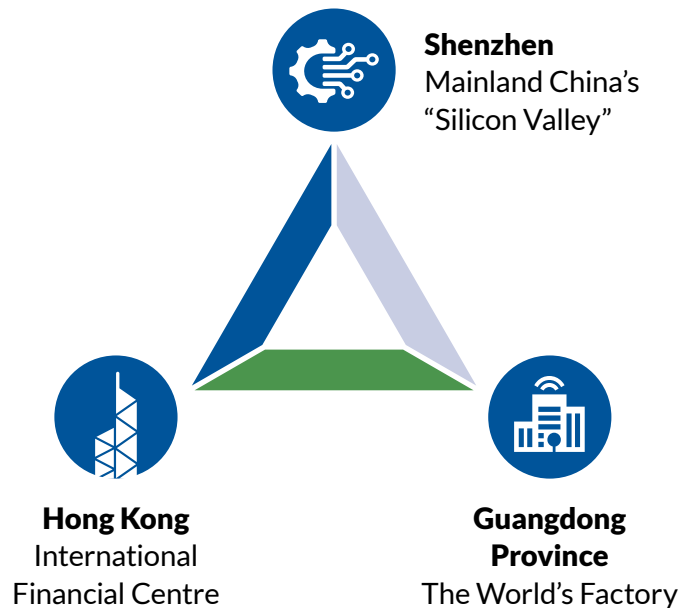 Shenzhen
Mainland China’s
“Silicon Valley”
Hong Kong
International
Financial Centre
Guangdong
Province
The World’s Factory